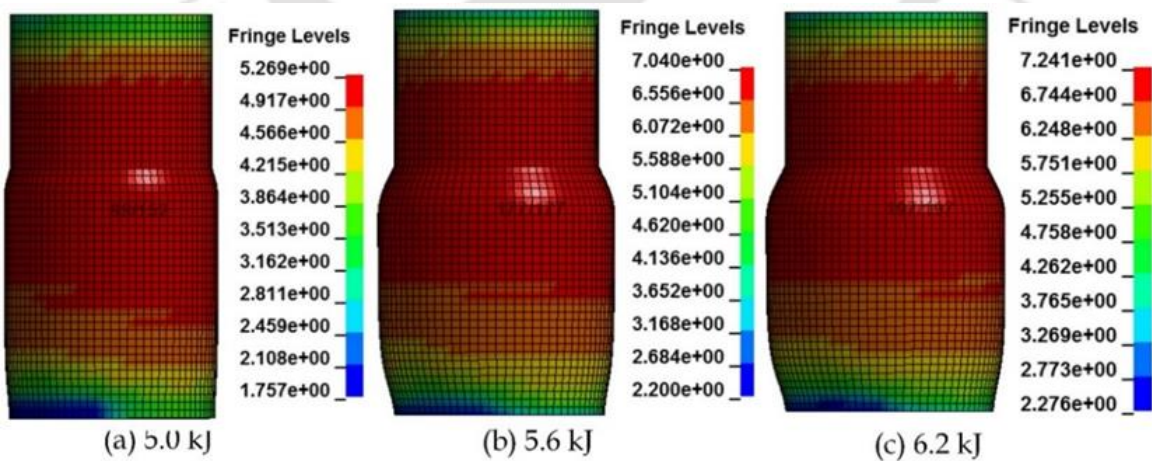 Fringe Levels
5.269e+00
4.917e+00
4.566e+00
4.215e+00
3.864e+00
3.513e+00
3.162e+00
2.811e+00
2.459e+00
2.108e+00
1.757e+00
(a) 5.0 kJ
Fringe Levels
7.040e+00
6.556e+00
6.072e+00
5.588e+00
5.104e+00
4.620e+00
4.136e+00
3.652e+00
3.168e+00
2.684e+00
2.200e+00
(b) 5.6 kJ
Fringe Levels
7.241e+00
6.744e+00
6.248e+00
5.751e+00
5.255e+00
4.758e+00
4.262e+00
3.765e+00
3.269e+00
2.773e+00
2.276e+00
(c) 6.2 kJ